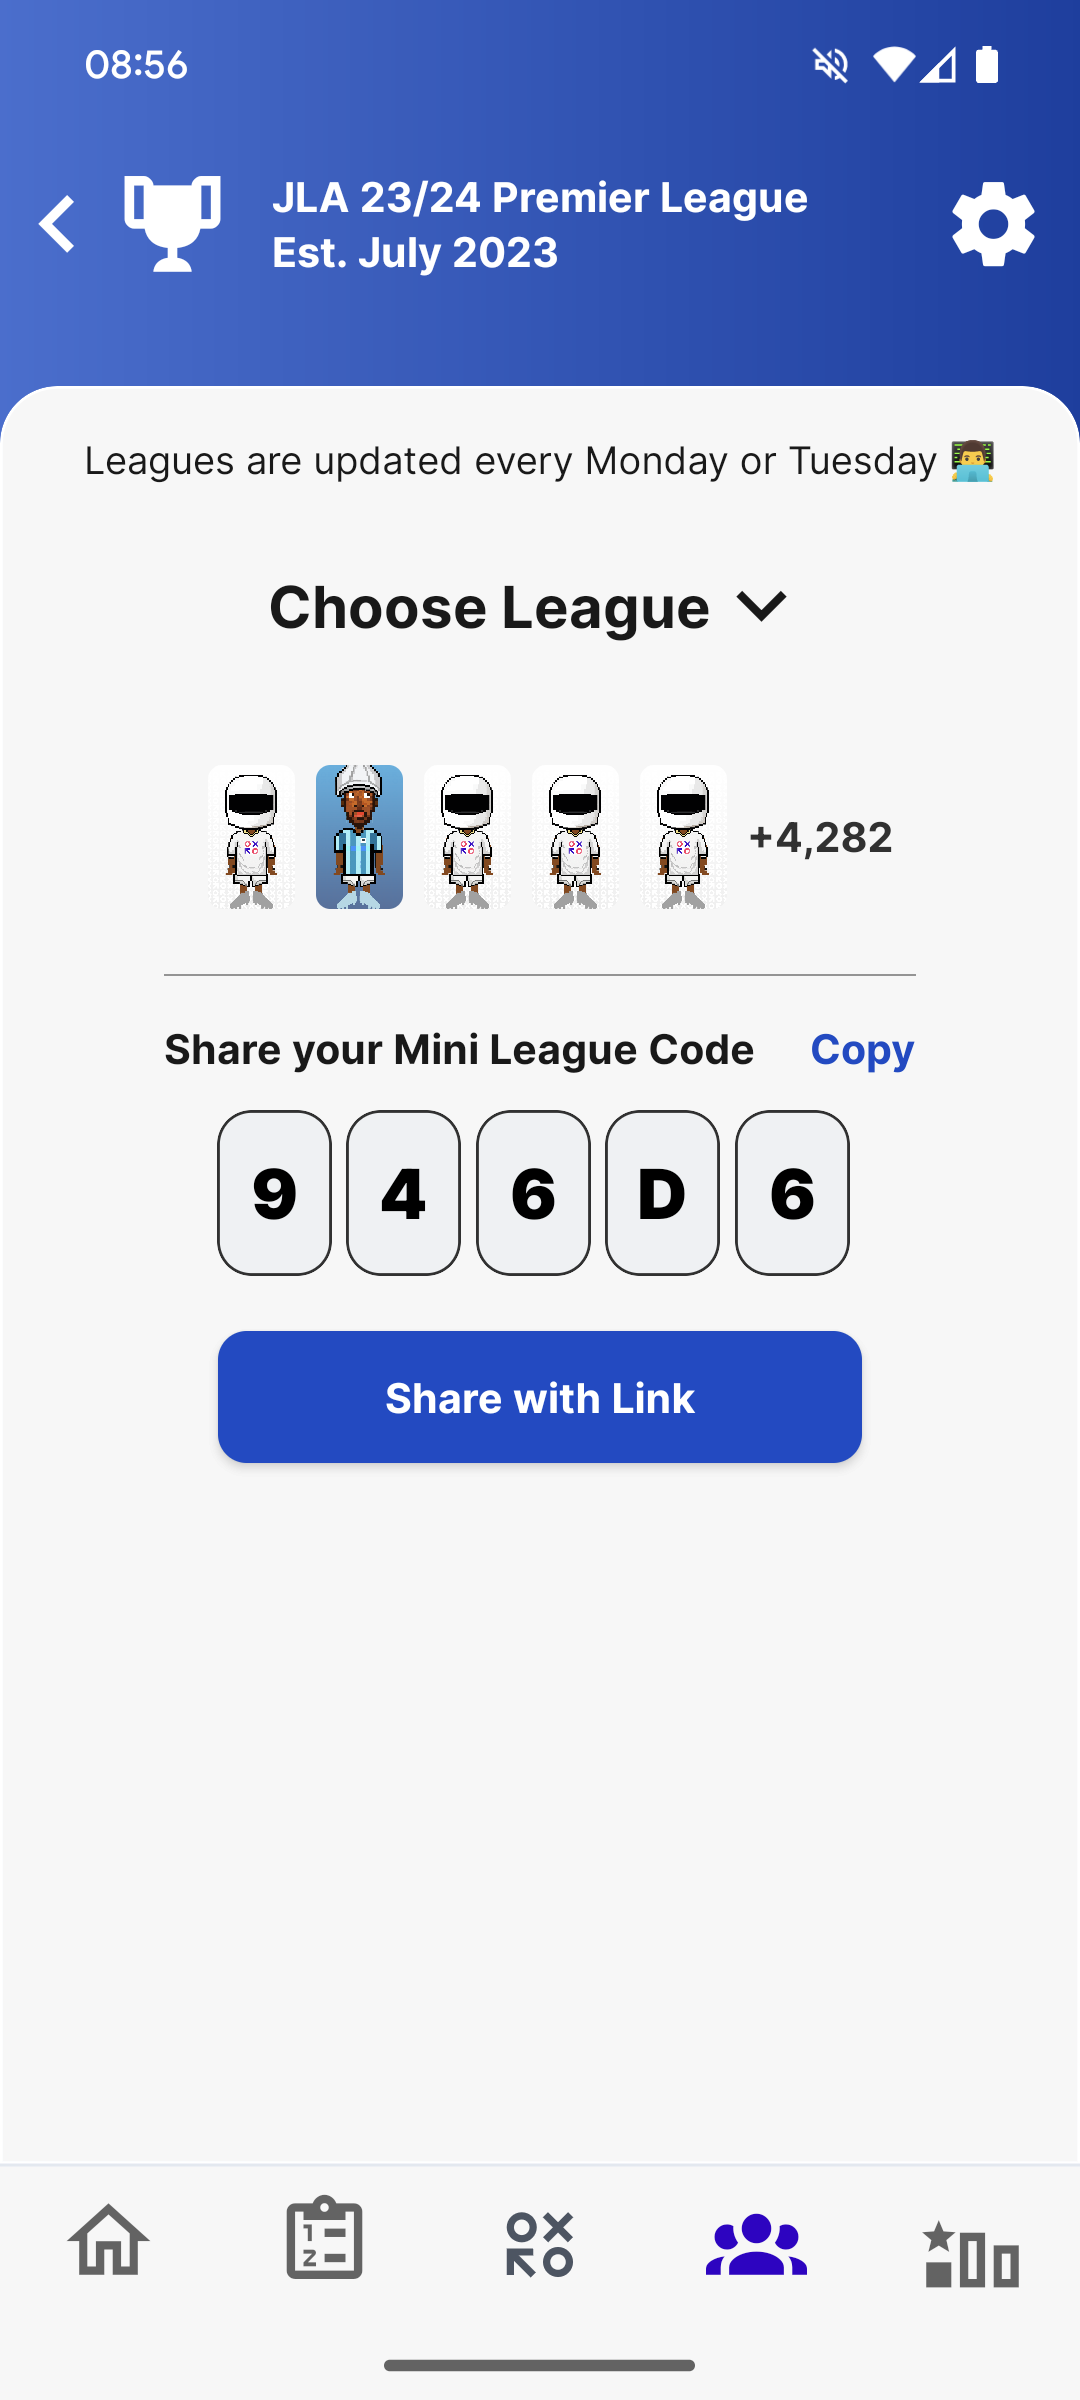 08:56
JLA 23/24 Premier League
Est. July 2023
Leagues are updated every Monday or Tuesday 👨‍💻
Choose League
+4,282
Share your Mini League Code Copy
9 4 6 D 6
Share with Link